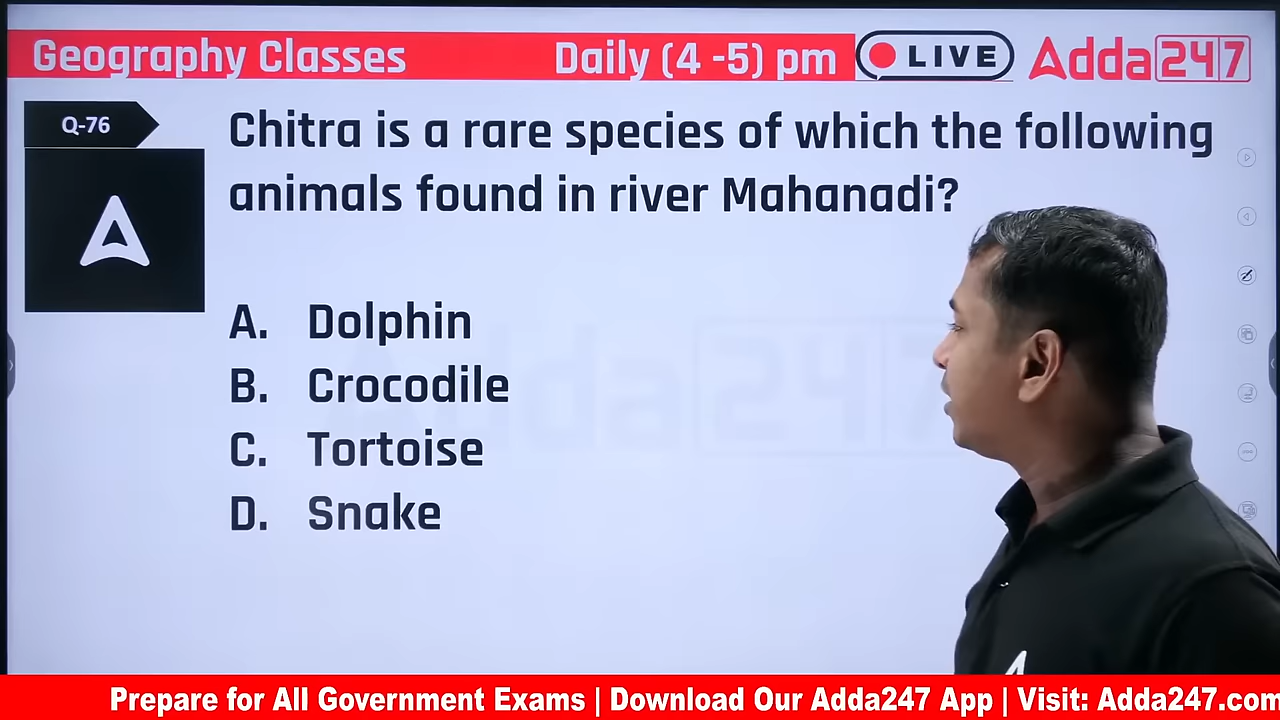 Geography Classes Daily (4 -5) pm LIVE Adda247
Q-76
Chitra is a rare species of which the following
animals found in river Mahanadi?
A. Dolphin
B. Crocodile
C. Tortoise
D. Snake
Adda247
Prepare for All Government Exams | Download Our Adda247 App | Visit: Adda247.com